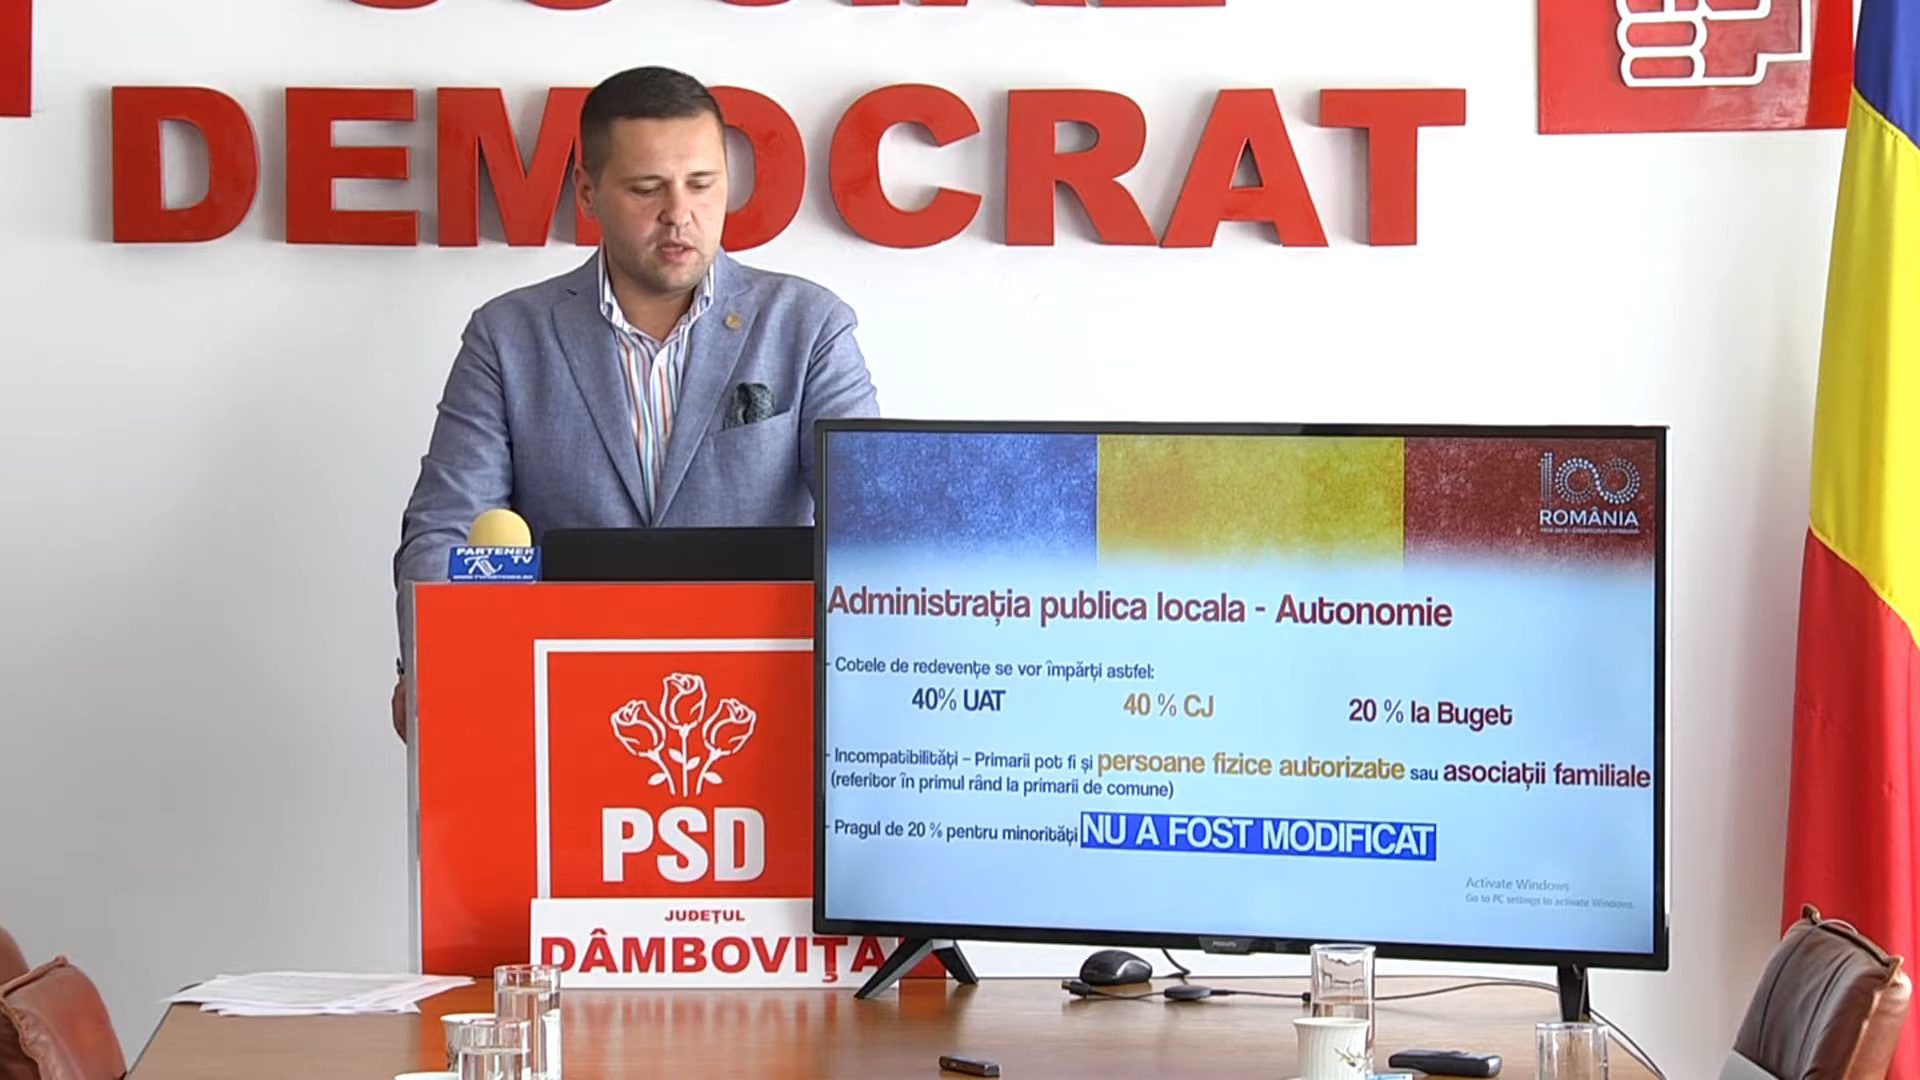 SOCIAL
DEMOCRAT
PARTENER
TV
PSD
JUDEȚUL
DÂMBOVIȚA
100
ROMÂNIA
Administrația publica locala - Autonomie
- Cotele de redevențe se vor împărți astfel:
40% UAT 40 % CJ 20 % la Buget
- Incompatibilități – Primarii pot fi și persoane fizice autorizate sau asociații familiale
(referitor în primul rând la primarii de comune)
- Pragul de 20 % pentru minorități NU A FOST MODIFICAT
Activate Windows
Go to PC settings to activate Windows.
PHILIPS